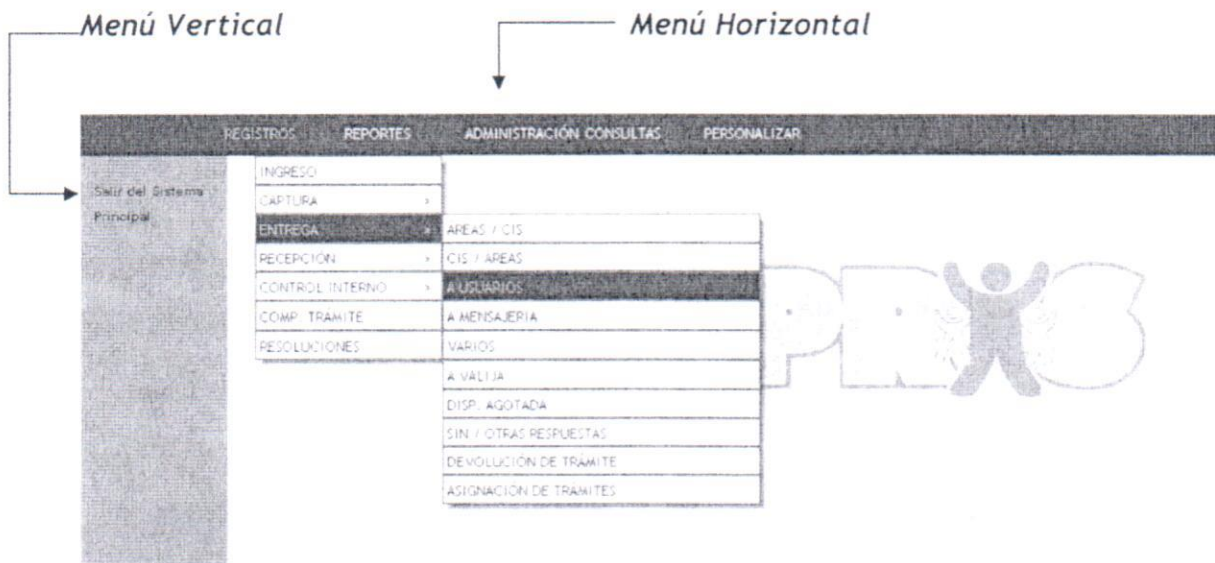 Menú Vertical
Menú Horizontal
REGISTROS REPORTES ADMINISTRACIÓN CONSULTAS PERSONALIZAR
Salir del Sistema
Principal
INGRESO
CAPTURA ›
ENTREGA ›
RECEPCIÓN ›
CONTROL INTERNO ›
COMP. TRAMITE
RESOLUCIONES
AREAS / CIS
CIS / AREAS
A USUARIOS
A MENSAJERIA
VARIOS
A VALIJA
DISP. AGOTADA
SIN / OTRAS RESPUESTAS
DEVOLUCIÓN DE TRÁMITE
ASIGNACION DE TRAMITES
PRIS